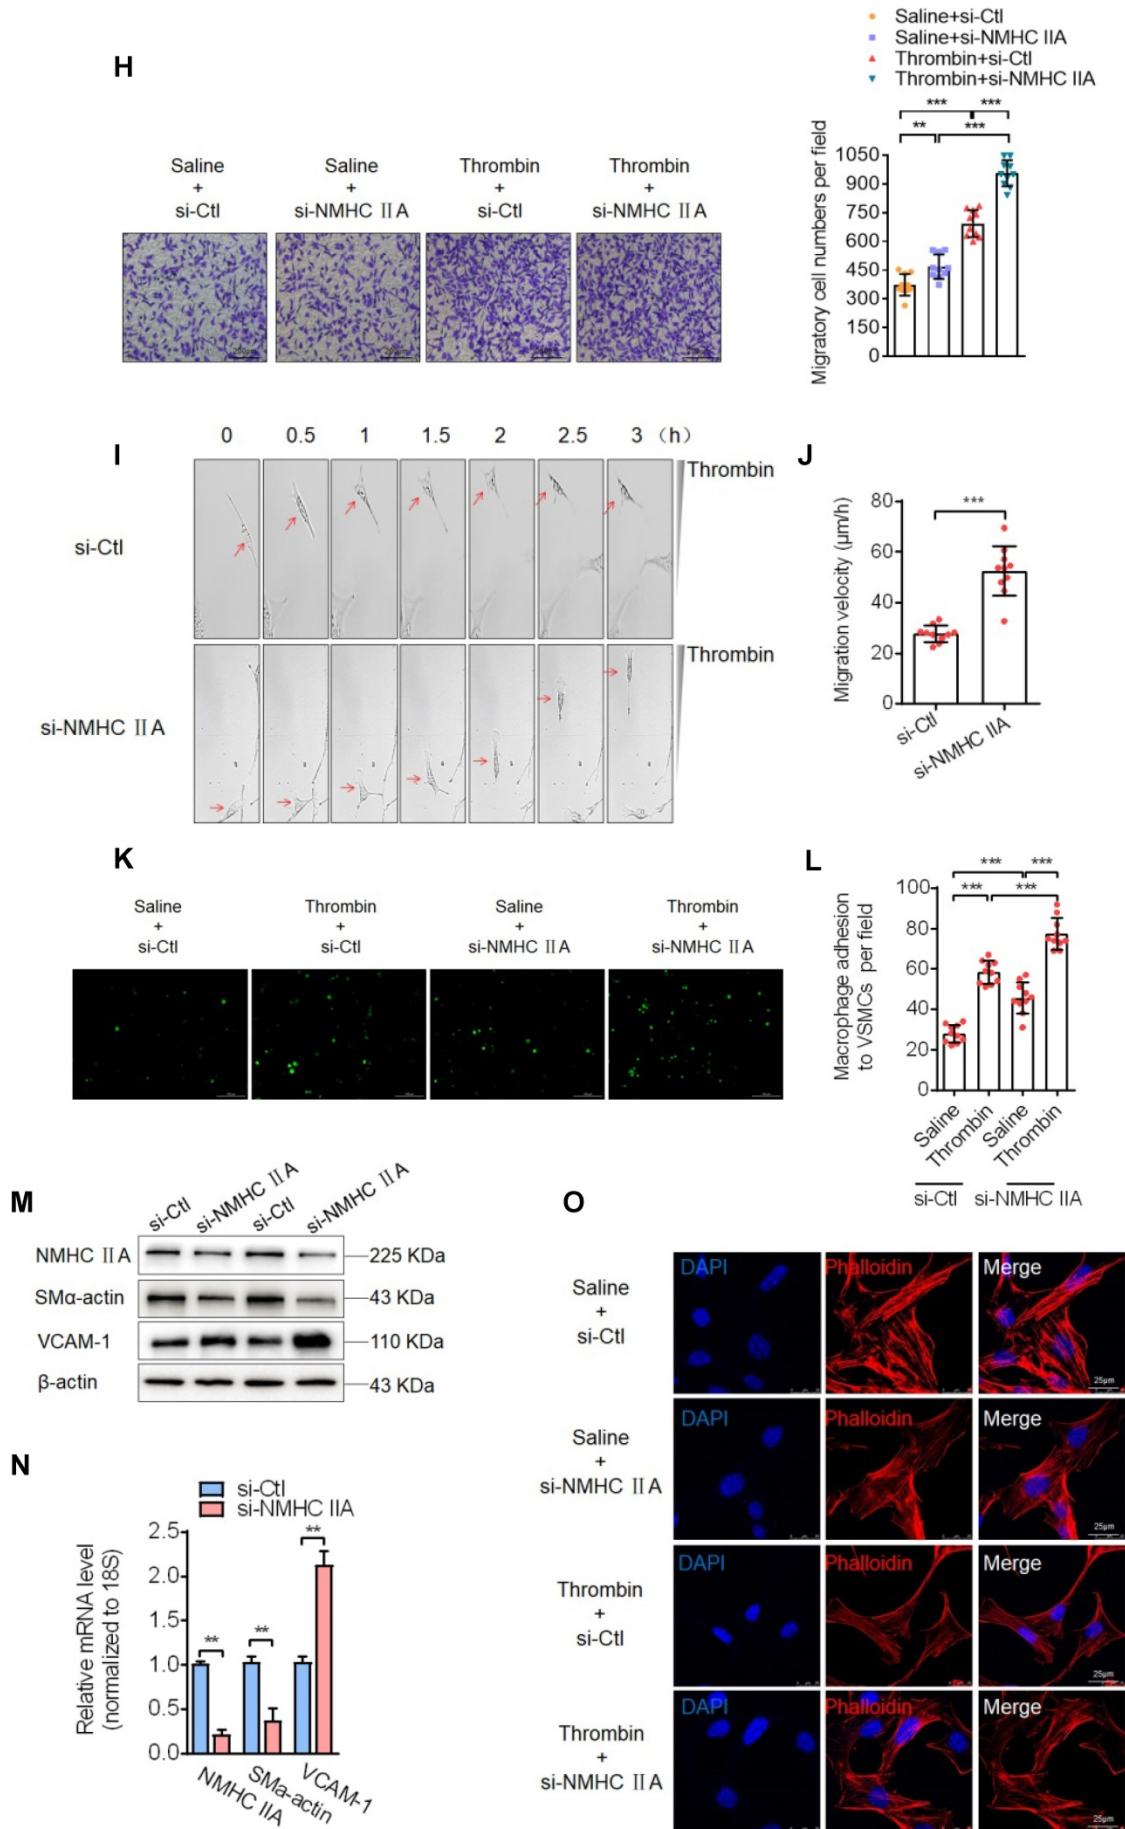 Saline+si-Ctl
Saline+si-NMHC IIA
Thrombin+si-Ctl
Thrombin+si-NMHC IIA
H
Saline
+
si-Ctl
Saline
+
si-NMHC ⅡA
Thrombin
+
si-Ctl
Thrombin
+
si-NMHC ⅡA
*** ***
** ***
Migratory cell numbers per field
1050
900
750
600
450
300
150
0
I
0 0.5 1 1.5 2 2.5 3 (h)
si-Ctl
Thrombin
si-NMHC ⅡA
Thrombin
J
Migration velocity (µm/h)
80
60
40
20
0
***
si-Ctl
si-NMHC IIA
K
Saline
+
si-Ctl
Thrombin
+
si-Ctl
Saline
+
si-NMHC ⅡA
Thrombin
+
si-NMHC ⅡA
L
Macrophage adhesion
to VSMCs per field
100
80
60
40
20
0
*** ***
*** ***
Saline
Thrombin
Saline
Thrombin
si-Ctl si-NMHC IIA
M
si-Ctl si-NMHC ⅡA si-Ctl si-NMHC ⅡA
NMHC ⅡA 225 KDa
SMα-actin 43 KDa
VCAM-1 110 KDa
β-actin 43 KDa
N
si-Ctl
si-NMHC IIA
Relative mRNA level
(normalized to 18S)
2.5
2.0
1.5
1.0
0.5
0.0
** ** **
NMHC IIA
SMa-actin
VCAM-1
O
Saline
+
si-Ctl
DAPI Phalloidin Merge
25µm
Saline
+
si-NMHC ⅡA
DAPI Phalloidin Merge
25µm
Thrombin
+
si-Ctl
DAPI Phalloidin Merge
25µm
Thrombin
+
si-NMHC ⅡA
DAPI Phalloidin Merge